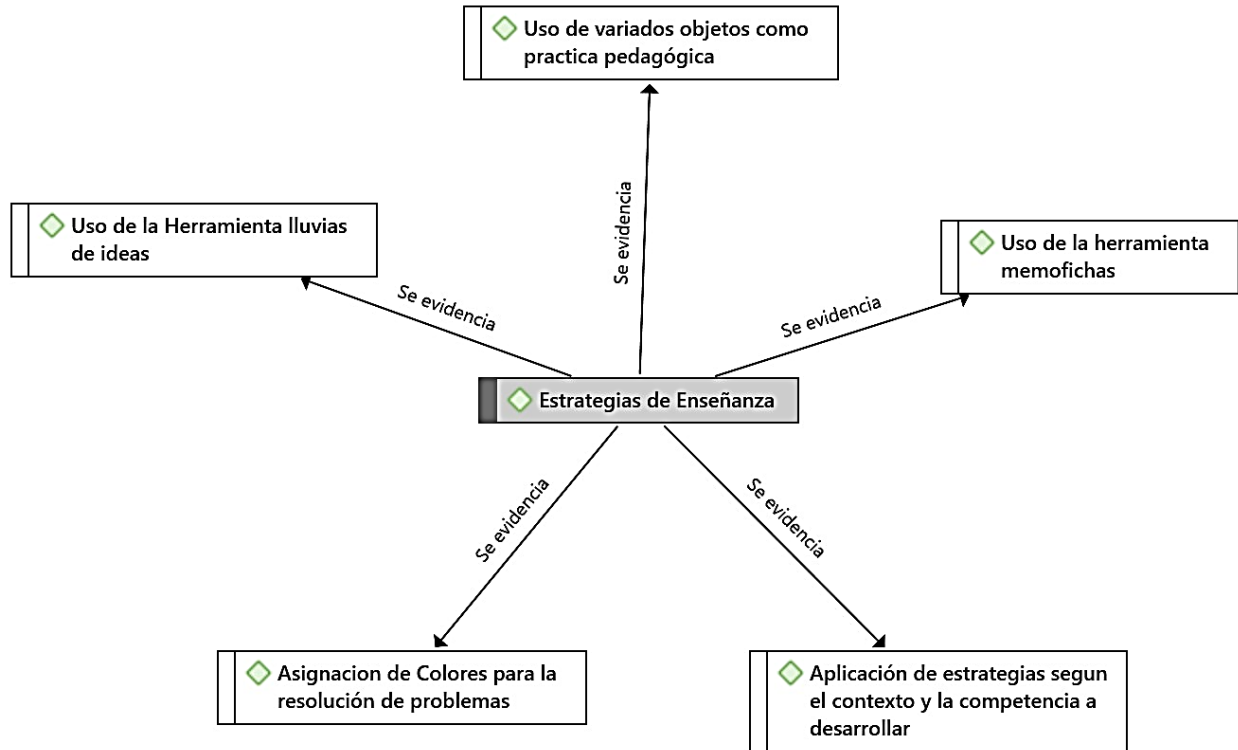 Uso de variados objetos como
practica pedagógica
Uso de la Herramienta lluvias
de ideas
Uso de la herramienta
memofichas
Se evidencia
Se evidencia
Se evidencia
Estrategias de Enseñanza
Se evidencia
Se evidencia
Asignacion de Colores para la
resolución de problemas
Aplicación de estrategias segun
el contexto y la competencia a
desarrollar